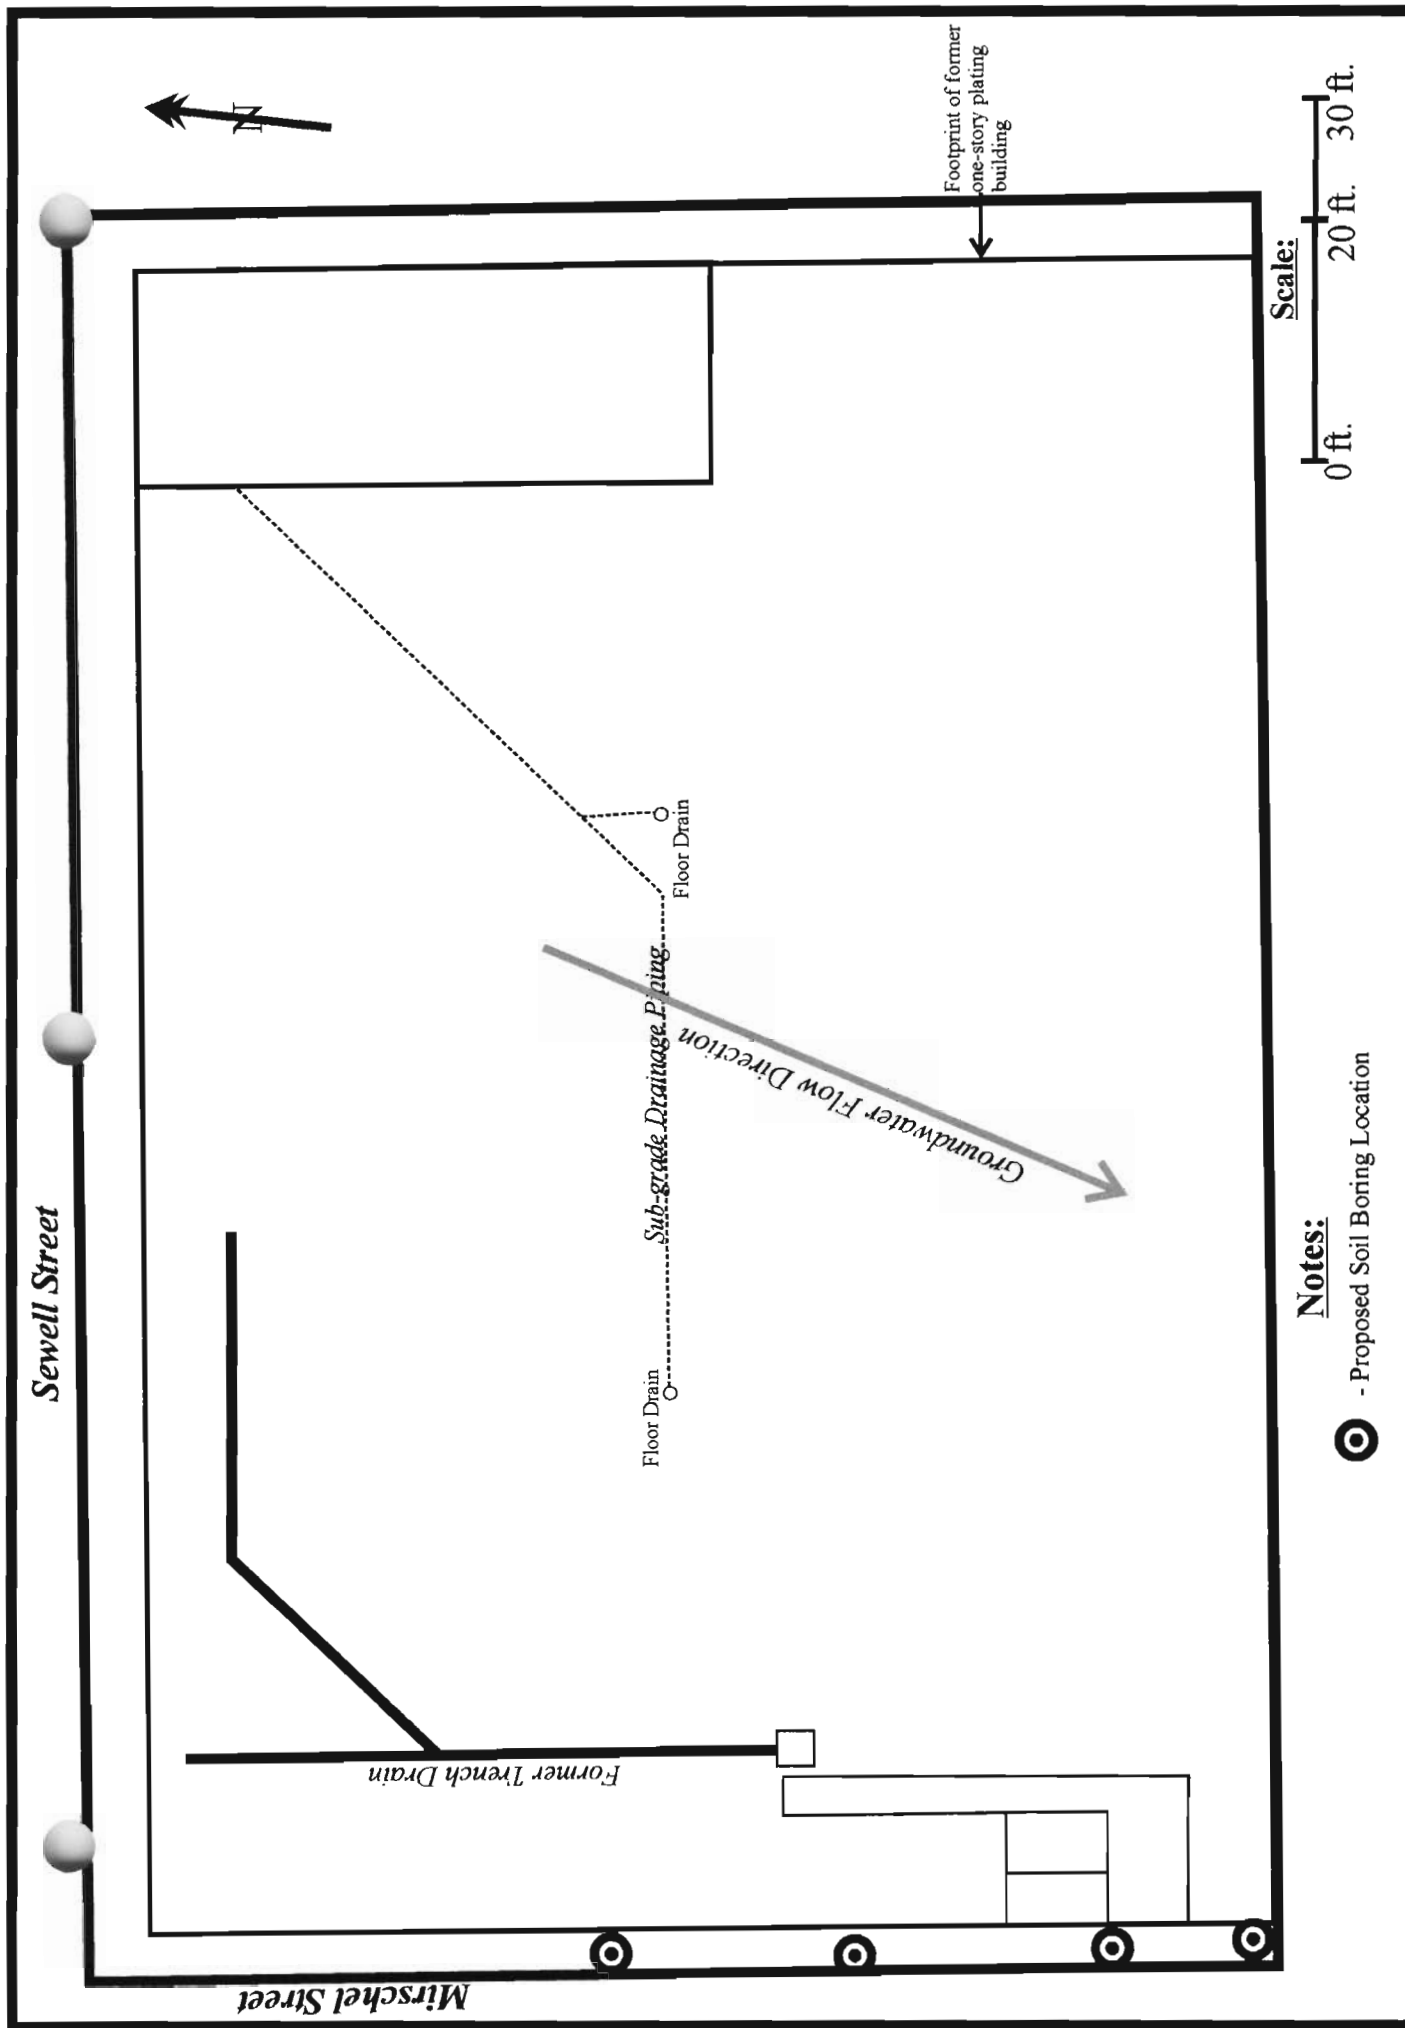 Sewell Street
N
Footprint of former
one-story plating
building
Floor Drain
Sub-grade Drainage Piping
Floor Drain
Groundwater Flow Direction
Former Trench Drain
Mirschel Street
Scale:
0 ft.
20 ft.
30 ft.
Notes:
- Proposed Soil Boring Location